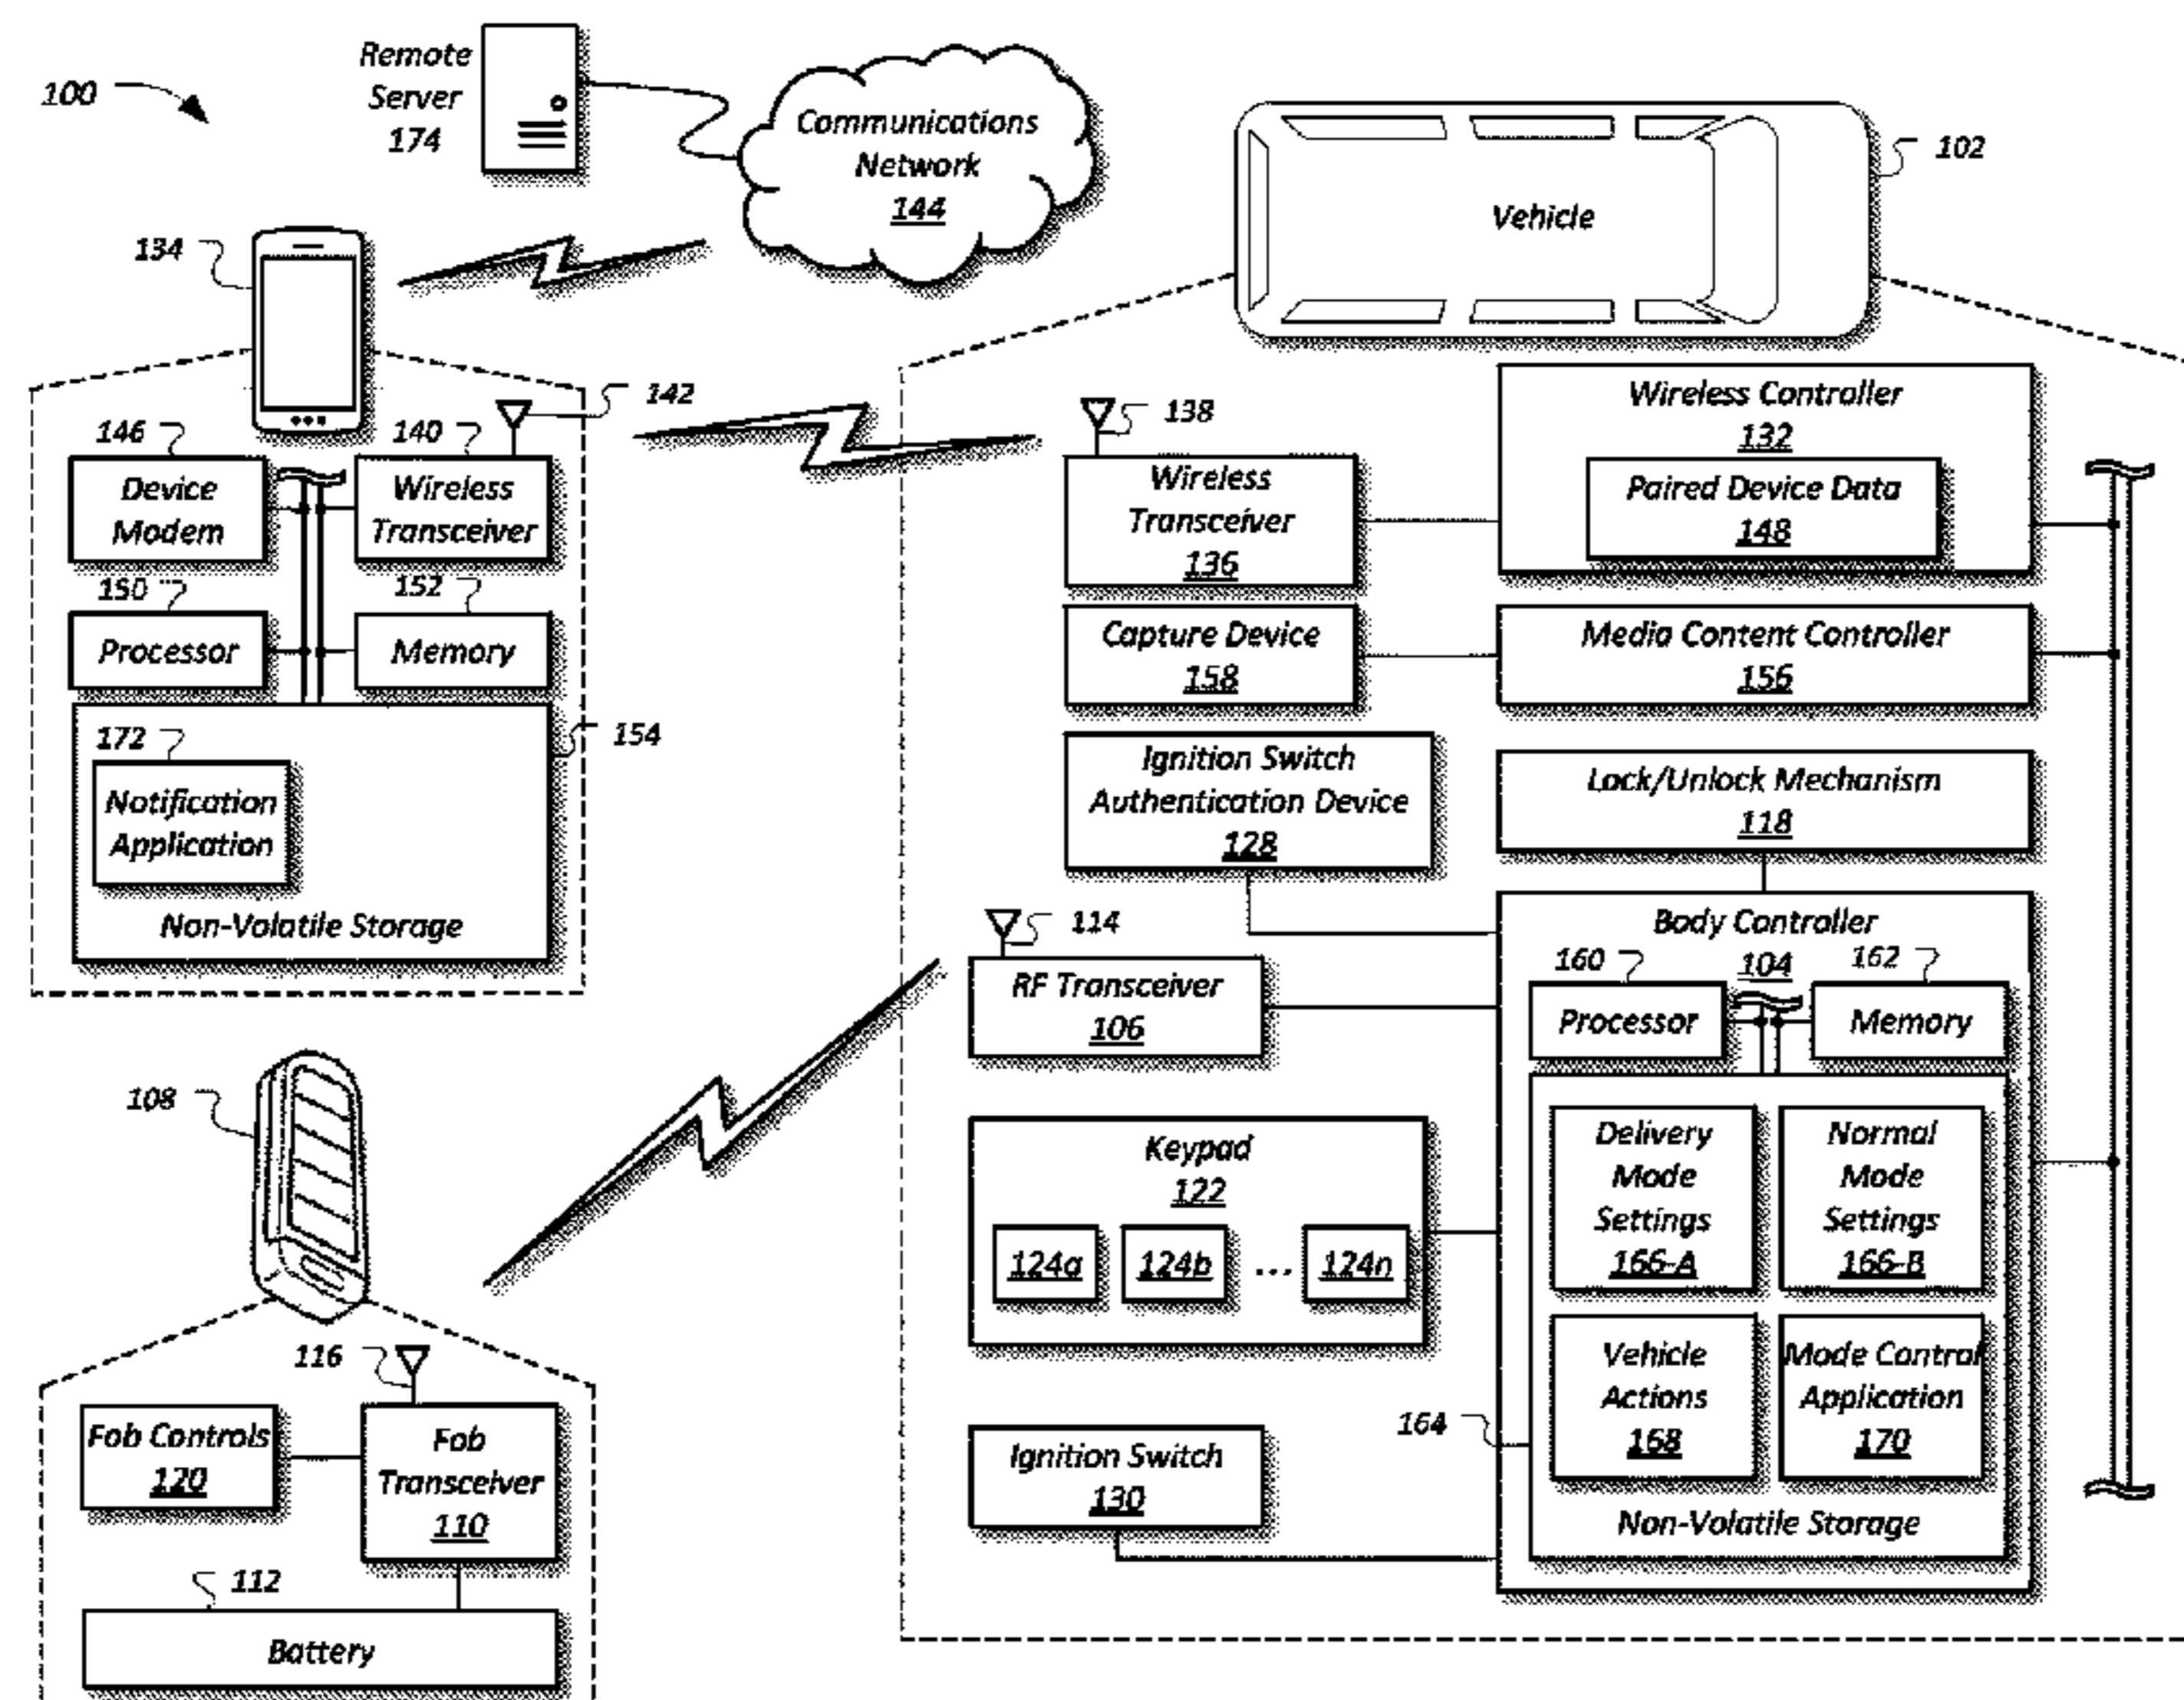 100
Remote
Server
174
Communications
Network
144
102
Vehicle
134
142
146
140
Device
Modem
Wireless
Transceiver
150
152
Processor
Memory
154
172
Notification
Application
Non-Volatile Storage
138
Wireless
Transceiver
136
Wireless Controller
132
Paired Device Data
148
Capture Device
158
Media Content Controller
156
Ignition Switch
Authentication Device
128
Lock/Unlock Mechanism
118
114
RF Transceiver
106
Body Controller
104
160
162
Processor
Memory
Keypad
122
124a
124b
...
124n
Delivery
Mode
Settings
166-A
Normal
Mode
Settings
166-B
Vehicle
Actions
168
Mode Control
Application
170
164
Non-Volatile Storage
Ignition Switch
130
108
116
Fob Controls
120
Fob
Transceiver
110
112
Battery